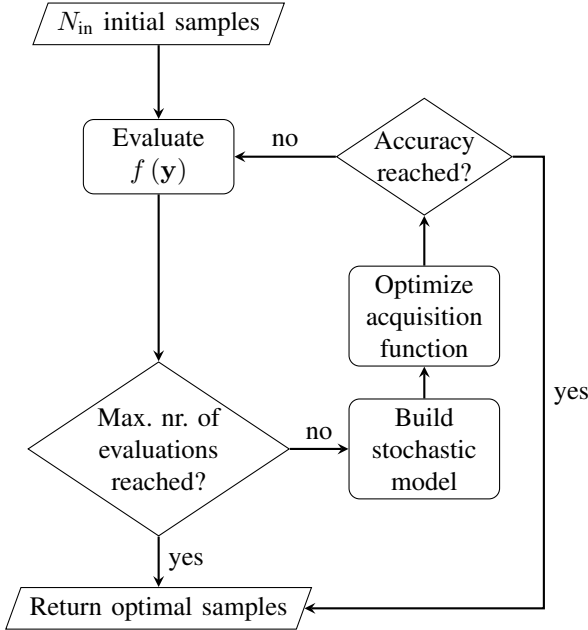 N_in initial samples
Evaluate
f (y)
no
Accuracy
reached?
Optimize
acquisition
function
yes
Max. nr. of
evaluations
reached?
no
Build
stochastic
model
yes
Return optimal samples